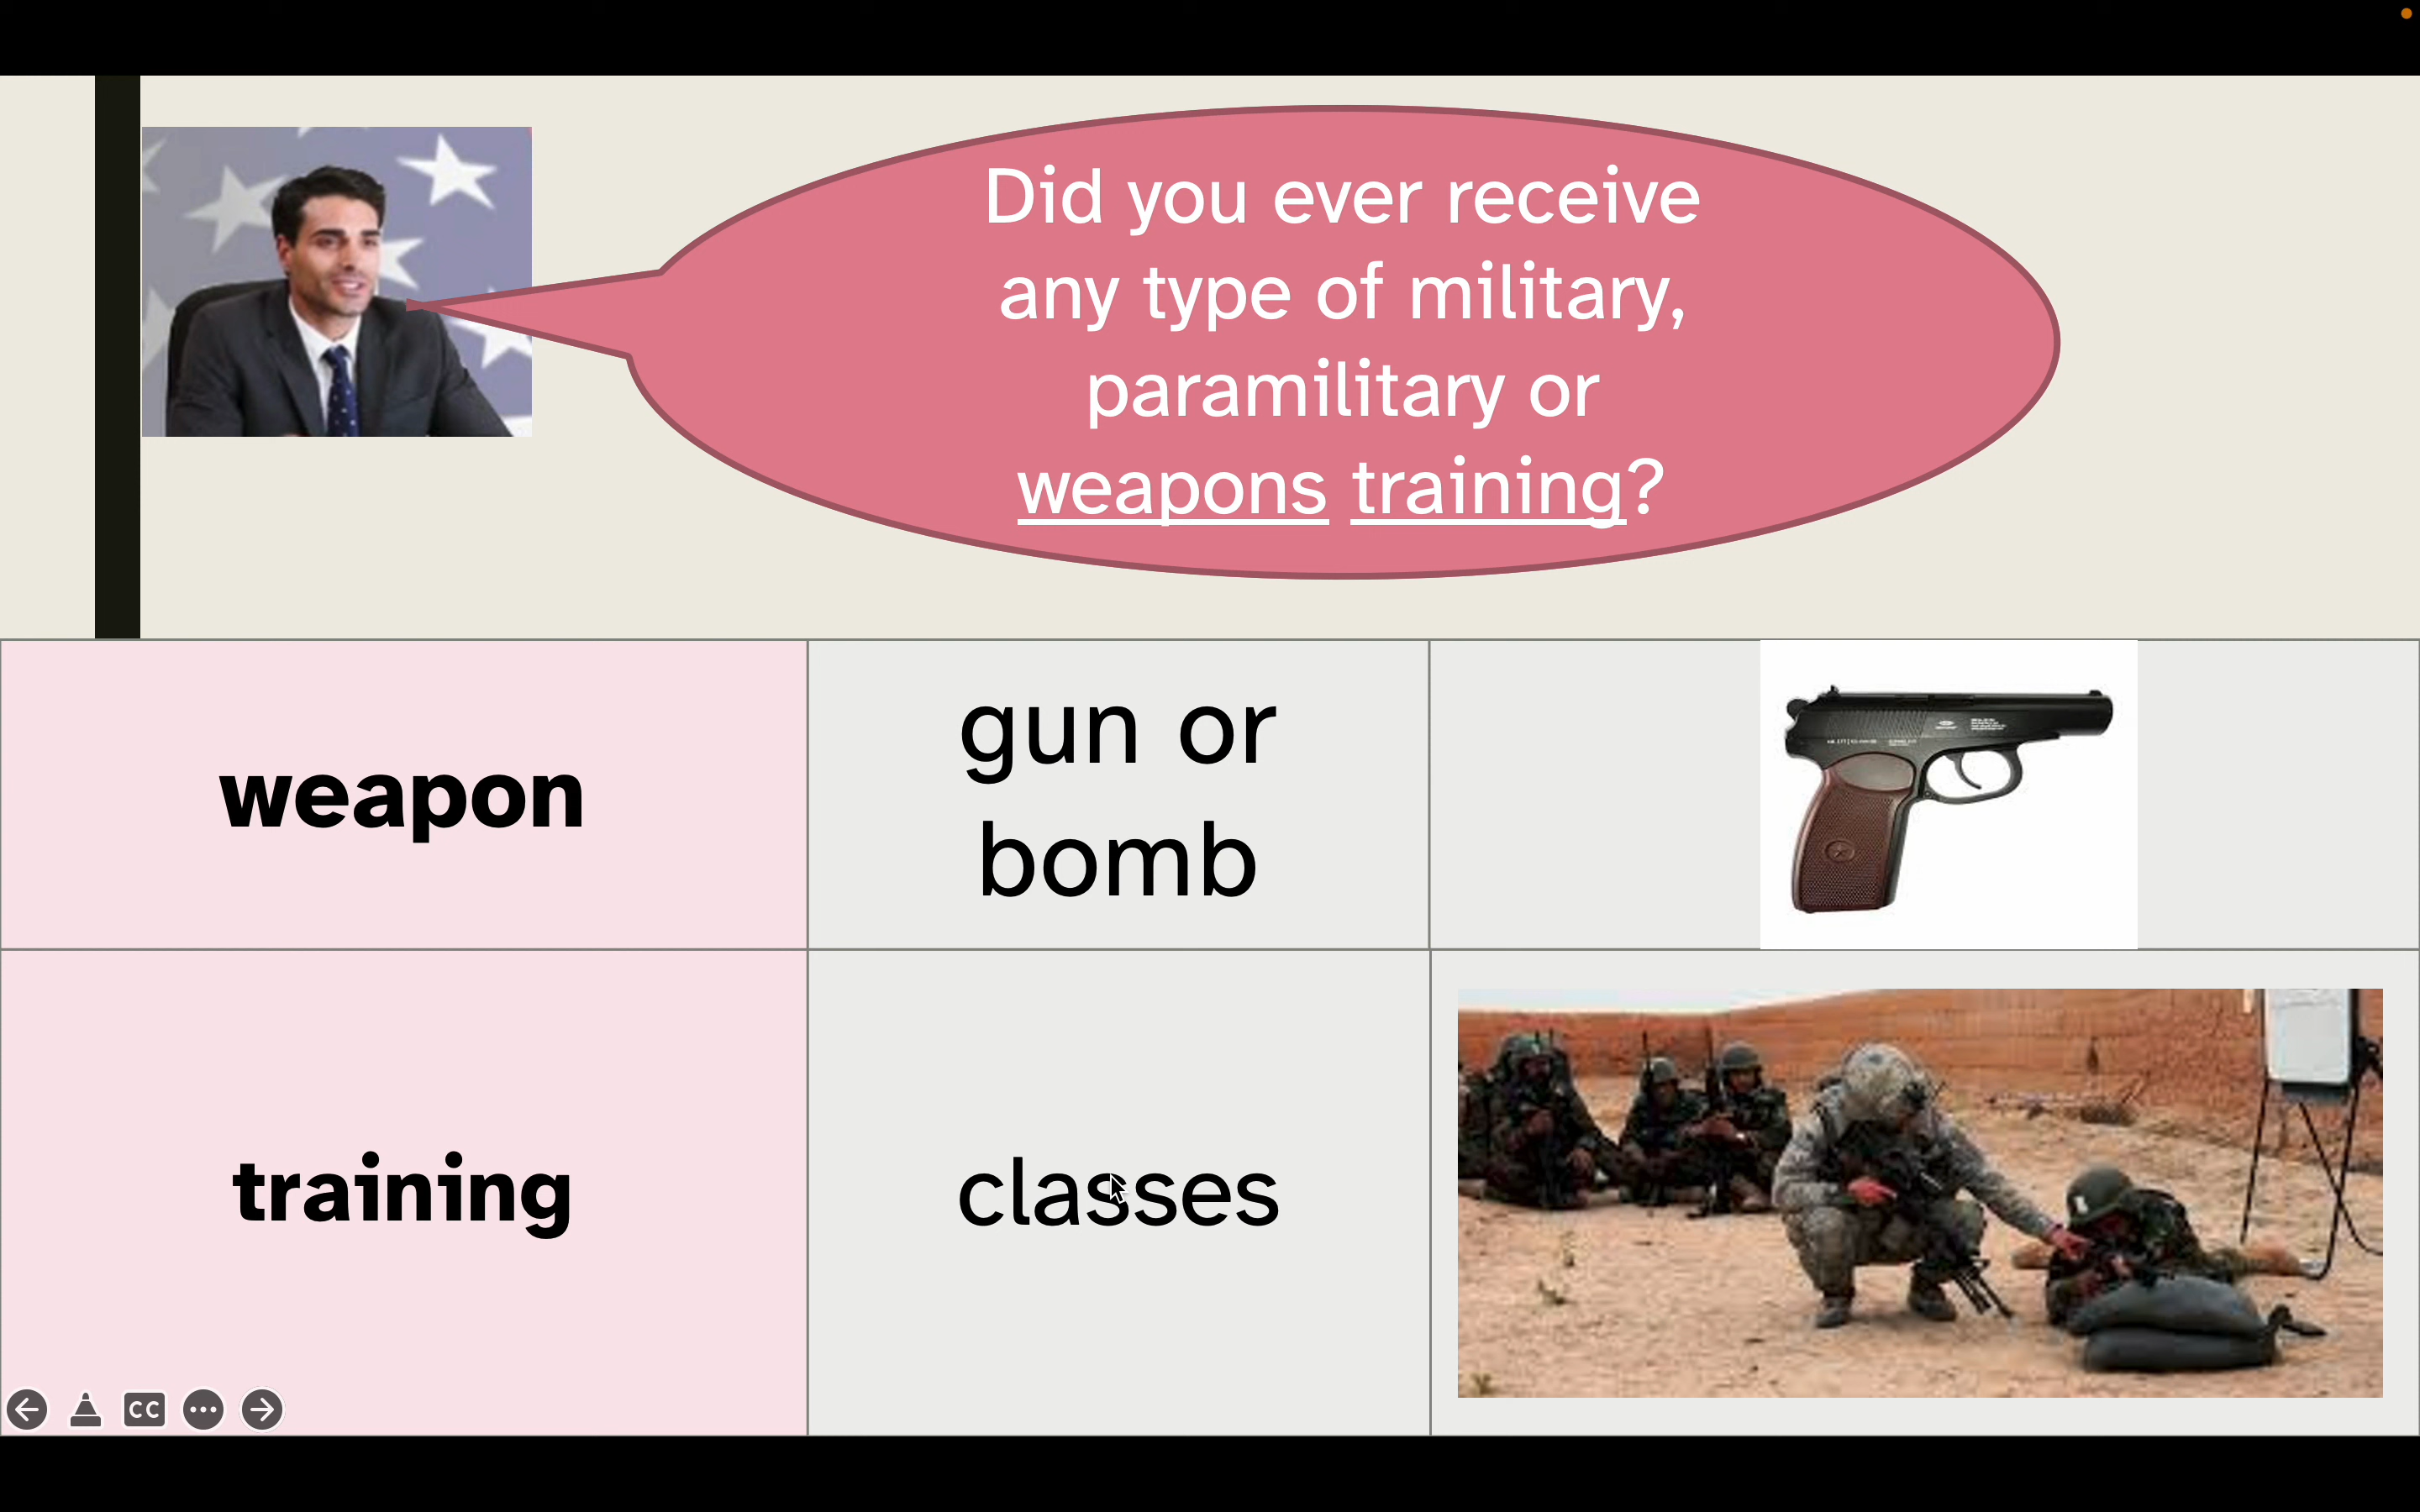 Did you ever receive
any type of military,
paramilitary or
weapons training?
weapon
gun or
bomb
training
classes
CC